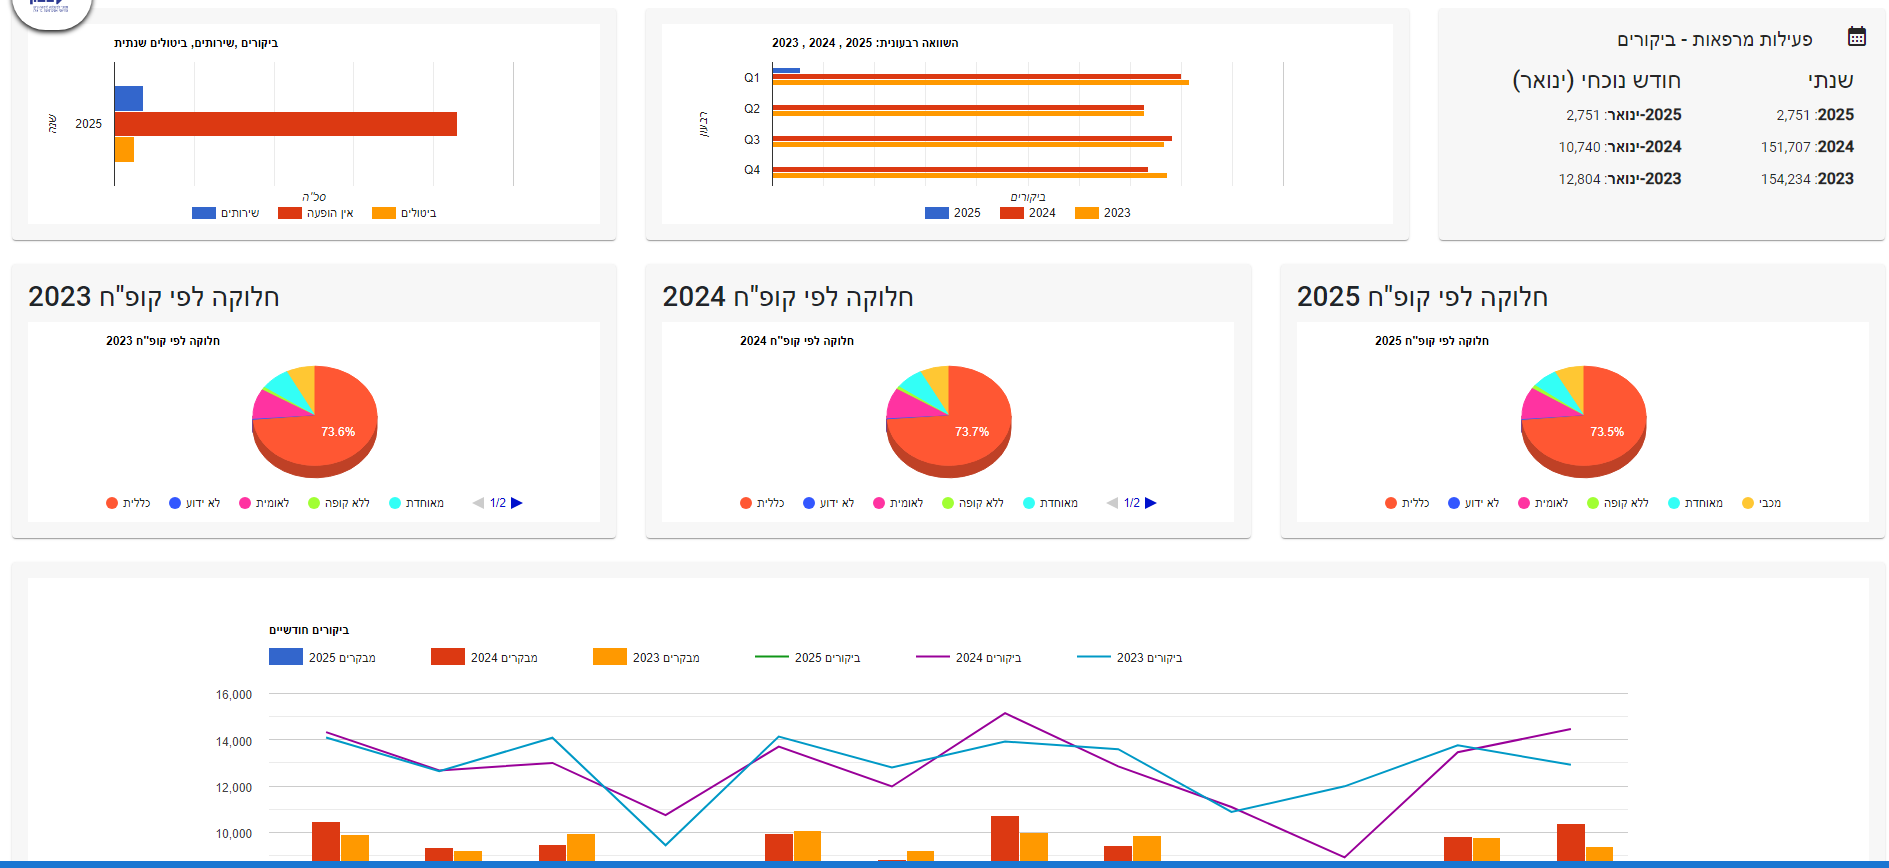 פעילות מרפאות - ביקורים
שנתי
2025: 2,751
2024: 151,707
2023: 154,234
חודש נוכחי (ינואר)
2025-ינואר: 2,751
2024-ינואר: 10,740
2023-ינואר: 12,804
השוואה רבעונית: 2025 , 2024 , 2023
רבעון
Q1
Q2
Q3
Q4
ביקורים
2025
2024
2023
ביקורים ,שירותים, ביטולים שנתית
שנה
2025
סכ"ה
שירותים
אין הופעה
ביטולים
חלוקה לפי קופ"ח 2025
חלוקה לפי קופ"ח 2025
73.5%
כללית
לא ידוע
לאומית
ללא קופה
מאוחדת
מכבי
חלוקה לפי קופ"ח 2024
חלוקה לפי קופ"ח 2024
73.7%
כללית
לא ידוע
לאומית
ללא קופה
מאוחדת
1/2
חלוקה לפי קופ"ח 2023
חלוקה לפי קופ"ח 2023
73.6%
כללית
לא ידוע
לאומית
ללא קופה
מאוחדת
1/2
ביקורים חודשיים
מבקרים 2025
מבקרים 2024
מבקרים 2023
ביקורים 2025
ביקורים 2024
ביקורים 2023
16,000
14,000
12,000
10,000